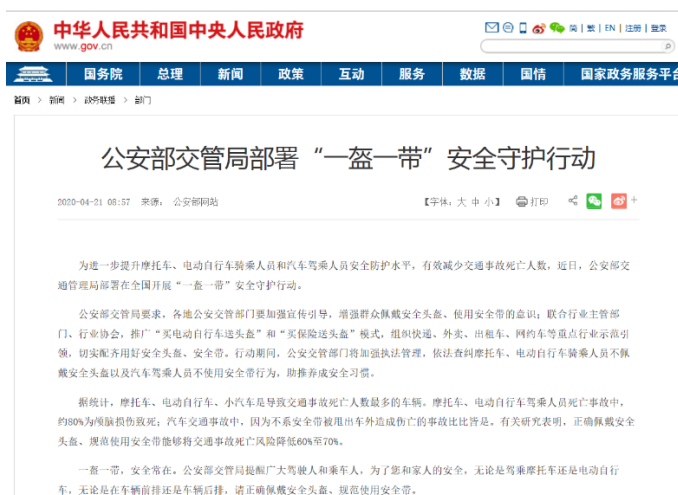 中华人民共和国中央人民政府
www.gov.cn
简 | 繁 | EN | 注册 | 登录
国务院 总理 新闻 政策 互动 服务 数据 国情 国家政务服务平台
首页 > 新闻 > 政务联播 > 部门
公安部交管局部署“一盔一带”安全守护行动
2020-04-21 08:57 来源： 公安部网站 【字体：大 中 小】 打印 +
为进一步提升摩托车、电动自行车骑乘人员和汽车驾乘人员安全防护水平，有效减少交通事故死亡人数，近日，公安部交
通管理局部署在全国开展“一盔一带”安全守护行动。
公安部交管局要求，各地公安交管部门要加强宣传引导，增强群众佩戴安全头盔、使用安全带的意识；联合行业主管部
门、行业协会，推广“买电动自行车送头盔”和“买保险送头盔”模式，组织快递、外卖、出租车、网约车等重点行业示范引
领，切实配齐用好安全头盔、安全带。行动期间，公安交管部门将加强执法管理，依法查纠摩托车、电动自行车骑乘人员不佩
戴安全头盔以及汽车驾乘人员不使用安全带行为，助推养成安全习惯。
据统计，摩托车、电动自行车、小汽车是导致交通事故死亡人数最多的车辆。摩托车、电动自行车驾乘人员死亡事故中，
约80%为颅脑损伤致死；汽车交通事故中，因为不系安全带被甩出车外造成伤亡的事故比比皆是。有关研究表明，正确佩戴安全
头盔、规范使用安全带能够将交通事故死亡风险降低60%至70%。
一盔一带，安全常在。公安部交管局提醒广大驾驶人和乘车人，为了您和家人的安全，无论是驾乘摩托车还是电动自行
车，无论是在车辆前排还是车辆后排，请正确佩戴安全头盔、规范使用安全带。